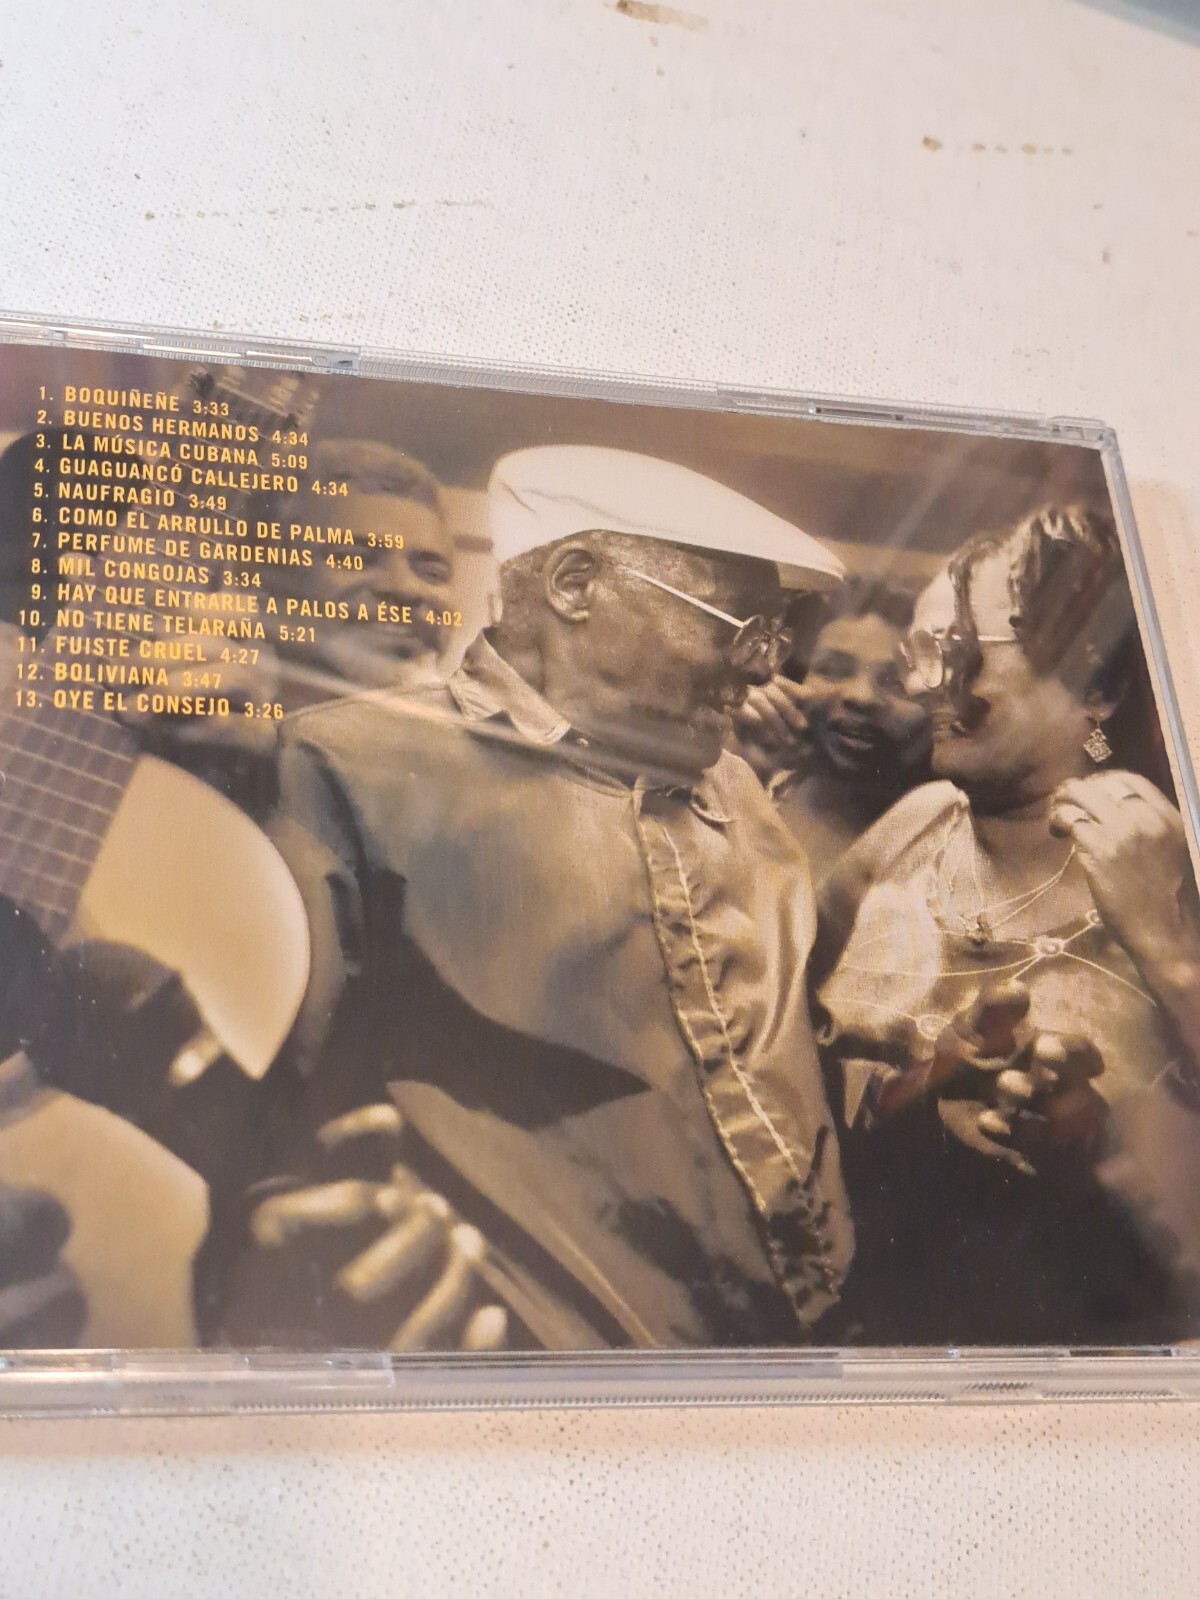 1. BOQUIÑEÑE 3:33
2. BUENOS HERMANOS 4:34
3. LA MÚSICA CUBANA 5:09
4. GUAGUANCÓ CALLEJERO 4:34
5. NAUFRAGIO 3:49
6. COMO EL ARRULLO DE PALMA 3:59
7. PERFUME DE GARDENIAS 4:40
8. MIL CONGOJAS 3:34
9. HAY QUE ENTRARLE A PALOS A ÉSE 4:02
10. NO TIENE TELARAÑA 5:21
11. FUISTE CRUEL 4:27
12. BOLIVIANA 3:47
13. OYE EL CONSEJO 3:26